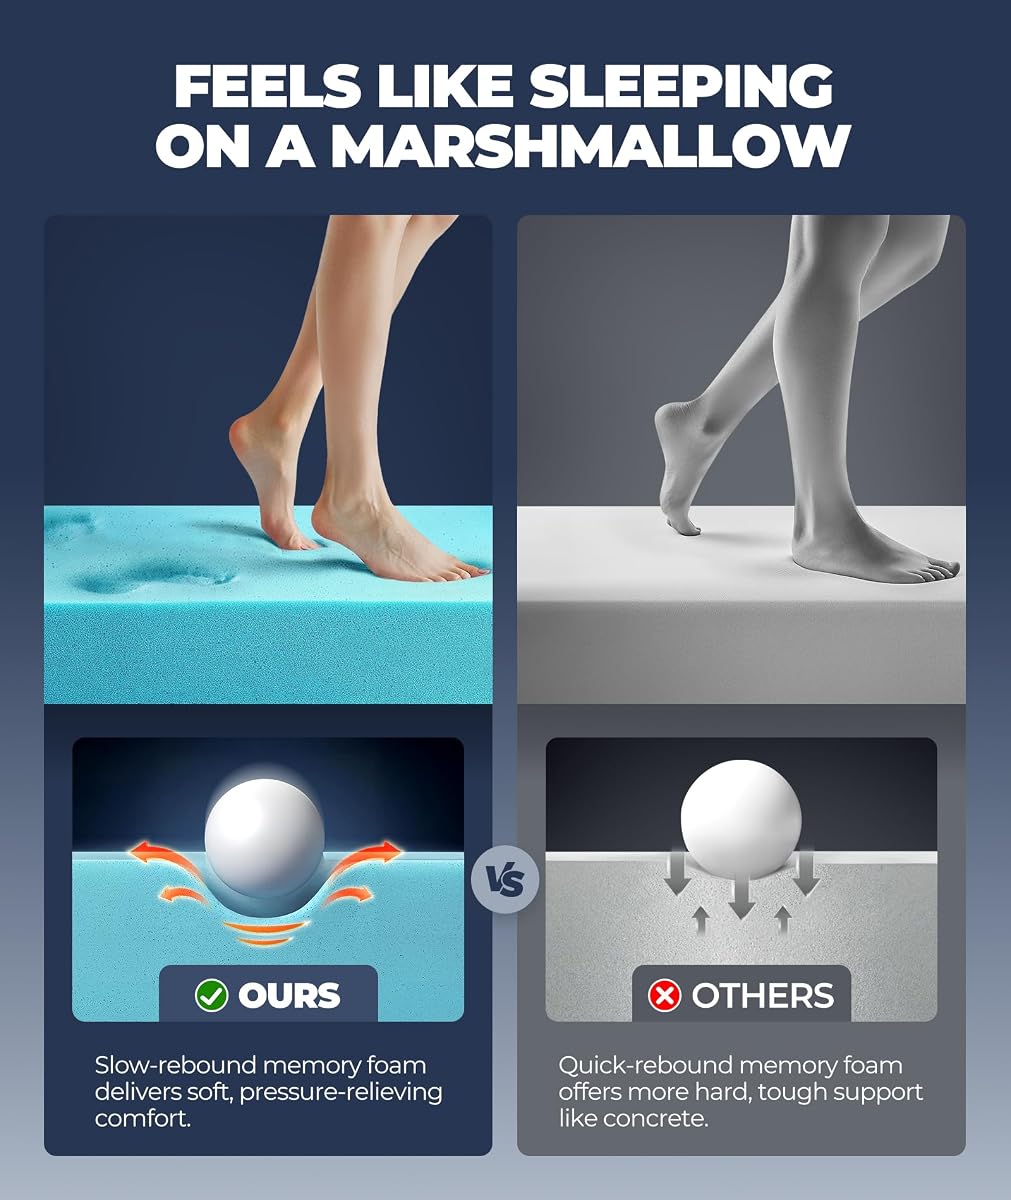 FEELS LIKE SLEEPING
ON A MARSHMALLOW
VS
OURS
OTHERS
Slow-rebound memory foam
delivers soft, pressure-relieving
comfort.
Quick-rebound memory foam
offers more hard, tough support
like concrete.